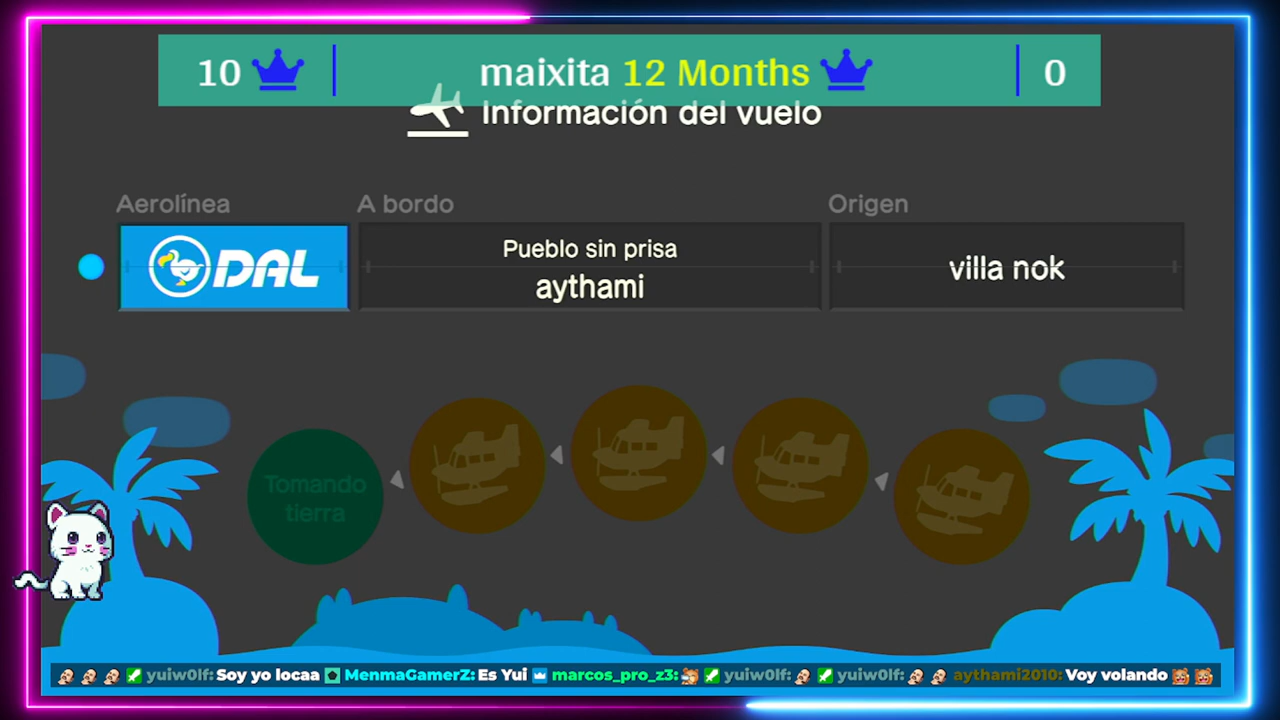 10
maixita 12 Months
0
Información del vuelo
Aerolínea
A bordo
Origen
DAL
Pueblo sin prisa
aythami
villa nok
Tomando
tierra
yuiw0lf: Soy yo locaa MenmaGamerZ: Es Yui marcos_pro_z3: yuiw0lf: yuiw0lf: aythami2010: Voy volando